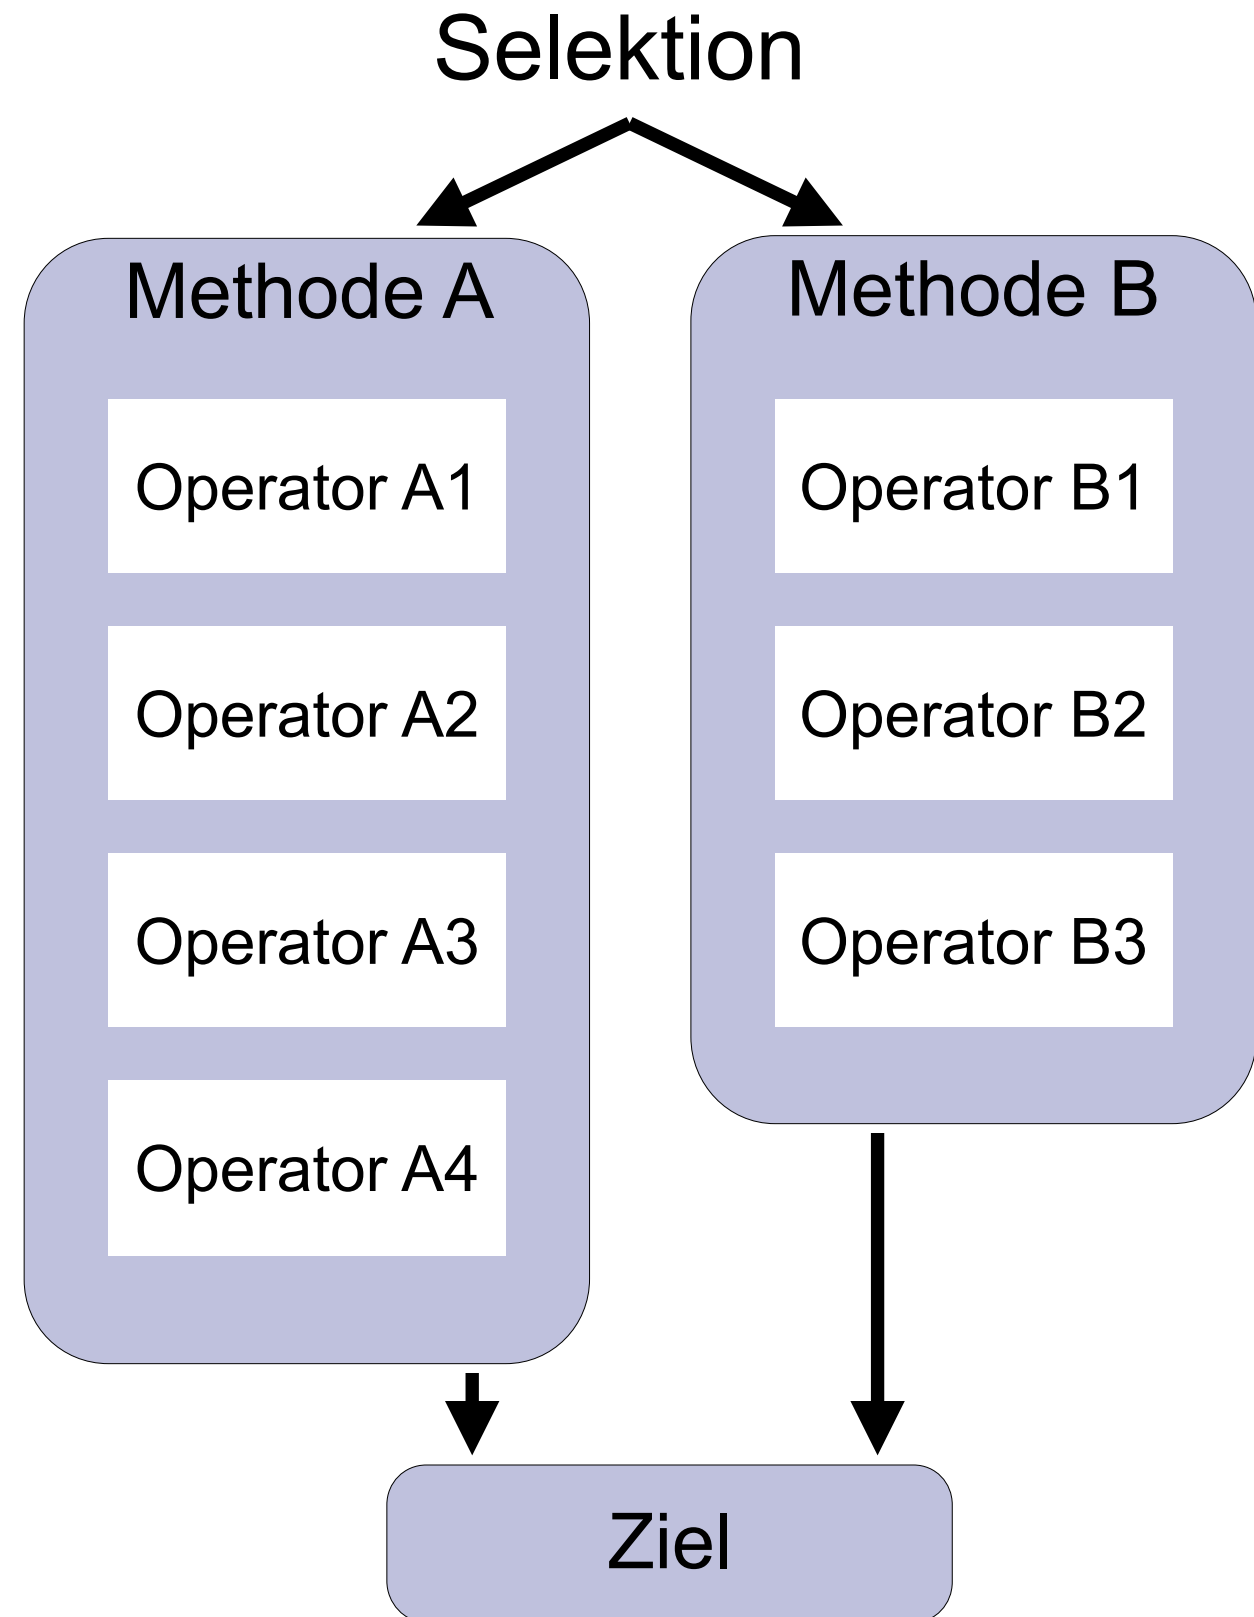 Selektion
Methode A
Operator A1
Operator A2
Operator A3
Operator A4
Methode B
Operator B1
Operator B2
Operator B3
Ziel